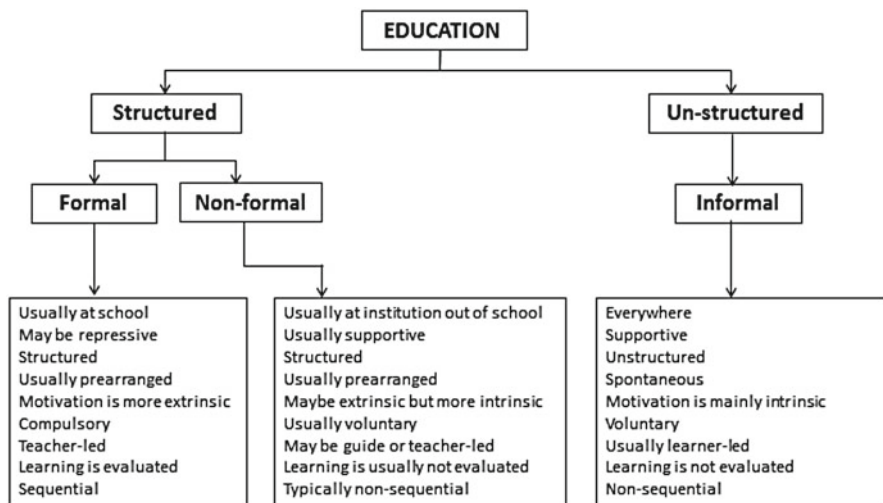 EDUCATION
Structured
Un-structured
Formal
Non-formal
Informal
Usually at school
May be repressive
Structured
Usually prearranged
Motivation is more extrinsic
Compulsory
Teacher-led
Learning is evaluated
Sequential
Usually at institution out of school
Usually supportive
Structured
Usually prearranged
Maybe extrinsic but more intrinsic
Usually voluntary
May be guide or teacher-led
Learning is usually not evaluated
Typically non-sequential
Everywhere
Supportive
Unstructured
Spontaneous
Motivation is mainly intrinsic
Voluntary
Usually learner-led
Learning is not evaluated
Non-sequential